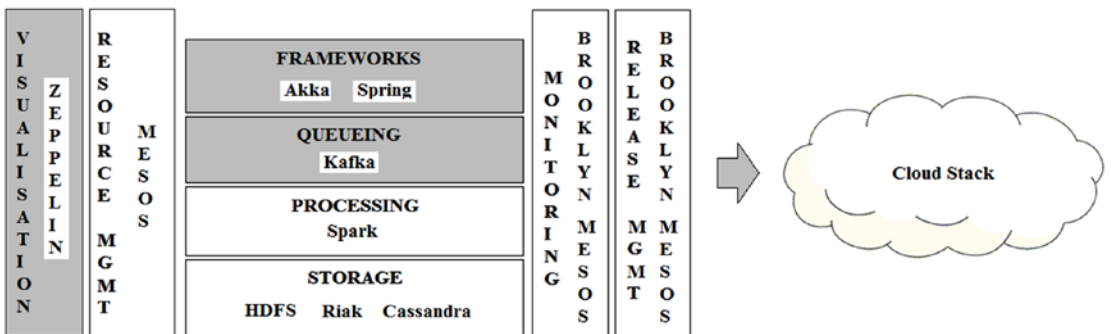 VISUALISATION
ZEPPELIN
RESOURCE MGMT
MESOS
FRAMEWORKS
Akka Spring
QUEUEING
Kafka
PROCESSING
Spark
STORAGE
HDFS Riak Cassandra
MONITORING
BROOKLYN MESOS
RELEASE MGMT
BROOKLYN MESOS
Cloud Stack